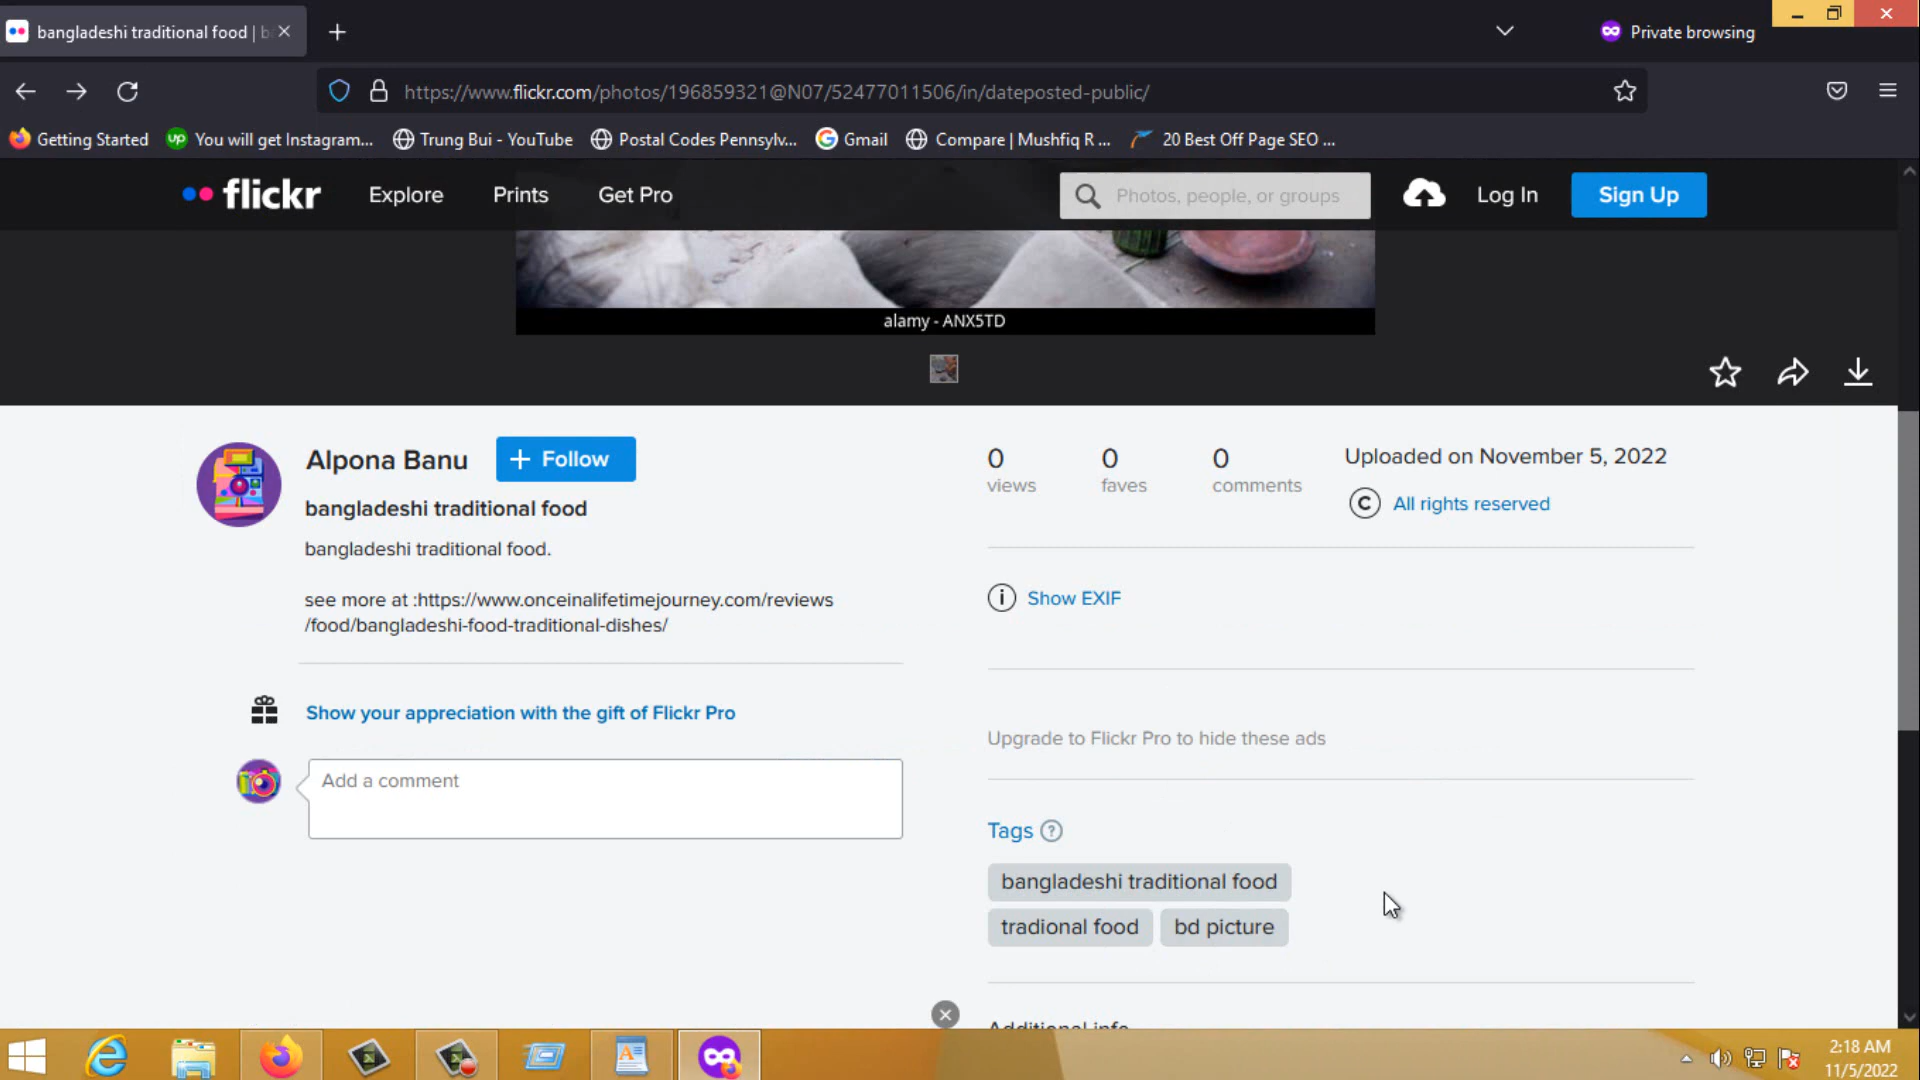 bangladeshi traditional food | b
Private browsing
https://www.flickr.com/photos/196859321@N07/52477011506/in/dateposted-public/
Getting Started
You will get Instagram...
Trung Bui - YouTube
Postal Codes Pennsylv...
Gmail
Compare | Mushfiq R ...
20 Best Off Page SEO ...
flickr
Explore
Prints
Get Pro
Photos, people, or groups
Log In
Sign Up
alamy - ANX5TD
Alpona Banu
+ Follow
bangladeshi traditional food
bangladeshi traditional food.
see more at :https://www.onceinalifetimejourney.com/reviews
/food/bangladeshi-food-traditional-dishes/
Show your appreciation with the gift of Flickr Pro
Add a comment
0
views
0
faves
0
comments
Uploaded on November 5, 2022
All rights reserved
Show EXIF
Upgrade to Flickr Pro to hide these ads
Tags
bangladeshi traditional food
tradional food
bd picture
Additional info
2:18 AM
11/5/2022